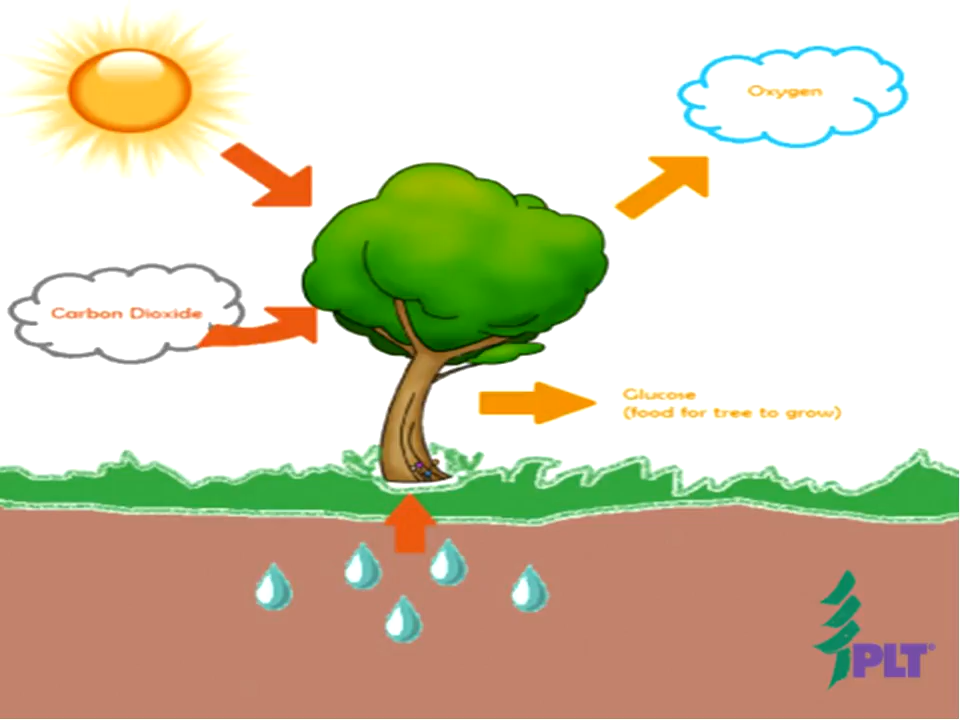 Oxygen
Carbon Dioxide
Glucose
(food for tree to grow)
PLT®